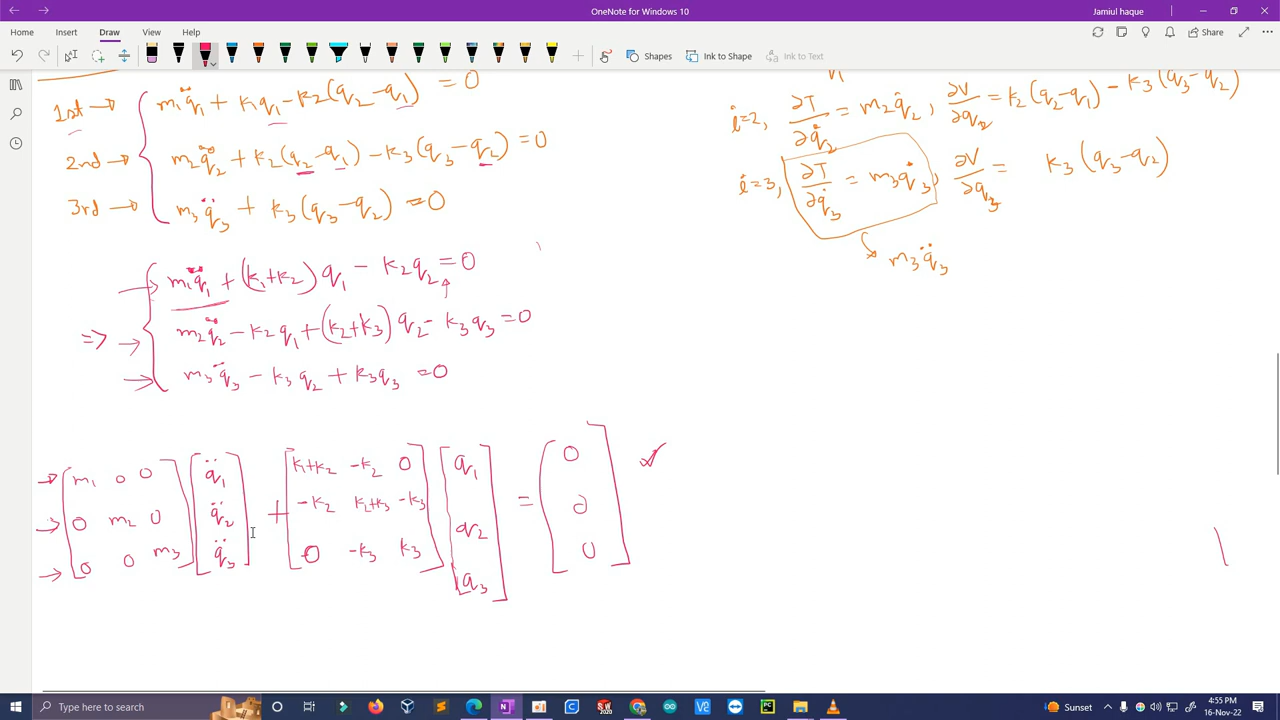 OneNote for Windows 10
Jamiul haque
Home Insert Draw View Help
Share
Shapes Ink to Shape Ink to Text
1st → m₁q̈₁ + k₁q₁ − k₂(q₂−q₁) = 0
2nd → m₂q̈₂ + k₂(q₂−q₁) − k₃(q₃−q₂) = 0
3rd → m₃q̈₃ + k₃(q₃−q₂) = 0
i=2, ∂T/∂q̇₂ = m₂q̇₂, ∂V/∂q₂ = k₂(q₂−q₁) − k₃(q₃−q₂)
i=3, ∂T/∂q̇₃ = m₃q̇₃, ∂V/∂q₃ = k₃(q₃−q₂)
↘ m₃q̈₃
→ m₁q̈₁ + (k₁+k₂) q₁ − k₂q₂ = 0
=> → m₂q̈₂ − k₂q₁ + (k₂+k₃) q₂ − k₃q₃ = 0
→ m₃q̈₃ − k₃q₂ + k₃q₃ = 0
→ [m₁ 0 0] [q̈₁] [k₁+k₂ −k₂ 0] [q₁] [0] ✓
→ [0 m₂ 0] [q̈₂] + [−k₂ k₂+k₃ −k₃] [q₂] = [0]
→ [0 0 m₃] [q̈₃] [0 −k₃ k₃] [q₃] [0]
Type here to search
Sunset
4:55 PM
16-Nov-22